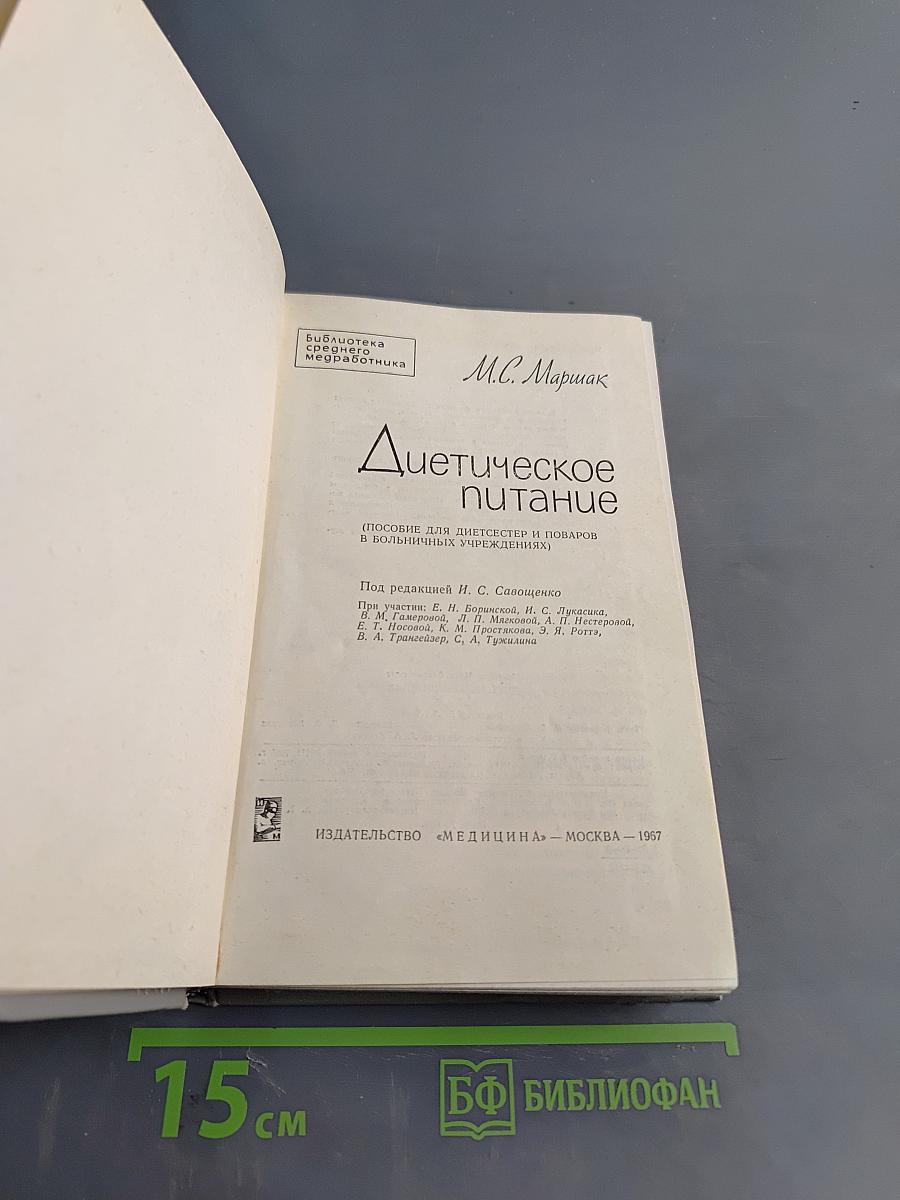 Библиотека
среднего
медработника
М.С. Маршак
Диетическое
питание
(ПОСОБИЕ ДЛЯ ДИЕТСЕСТЕР И ПОВАРОВ
В БОЛЬНИЧНЫХ УЧРЕЖДЕНИЯХ)
Под редакцией И. С. Савощенко
При участии: Е. Н. Боринской, И. С. Лукасика,
В. М. Гамеровой, Л. П. Мягковой, А. П. Нестеровой,
Е. Т. Носовой, К. М. Простякова, Э. Я. Роттэ,
В. А. Трангейзер, С. А. Тужилина
ИЗДАТЕЛЬСТВО «МЕДИЦИНА» — МОСКВА — 1967
15 см
БФ БИБЛИОФАН